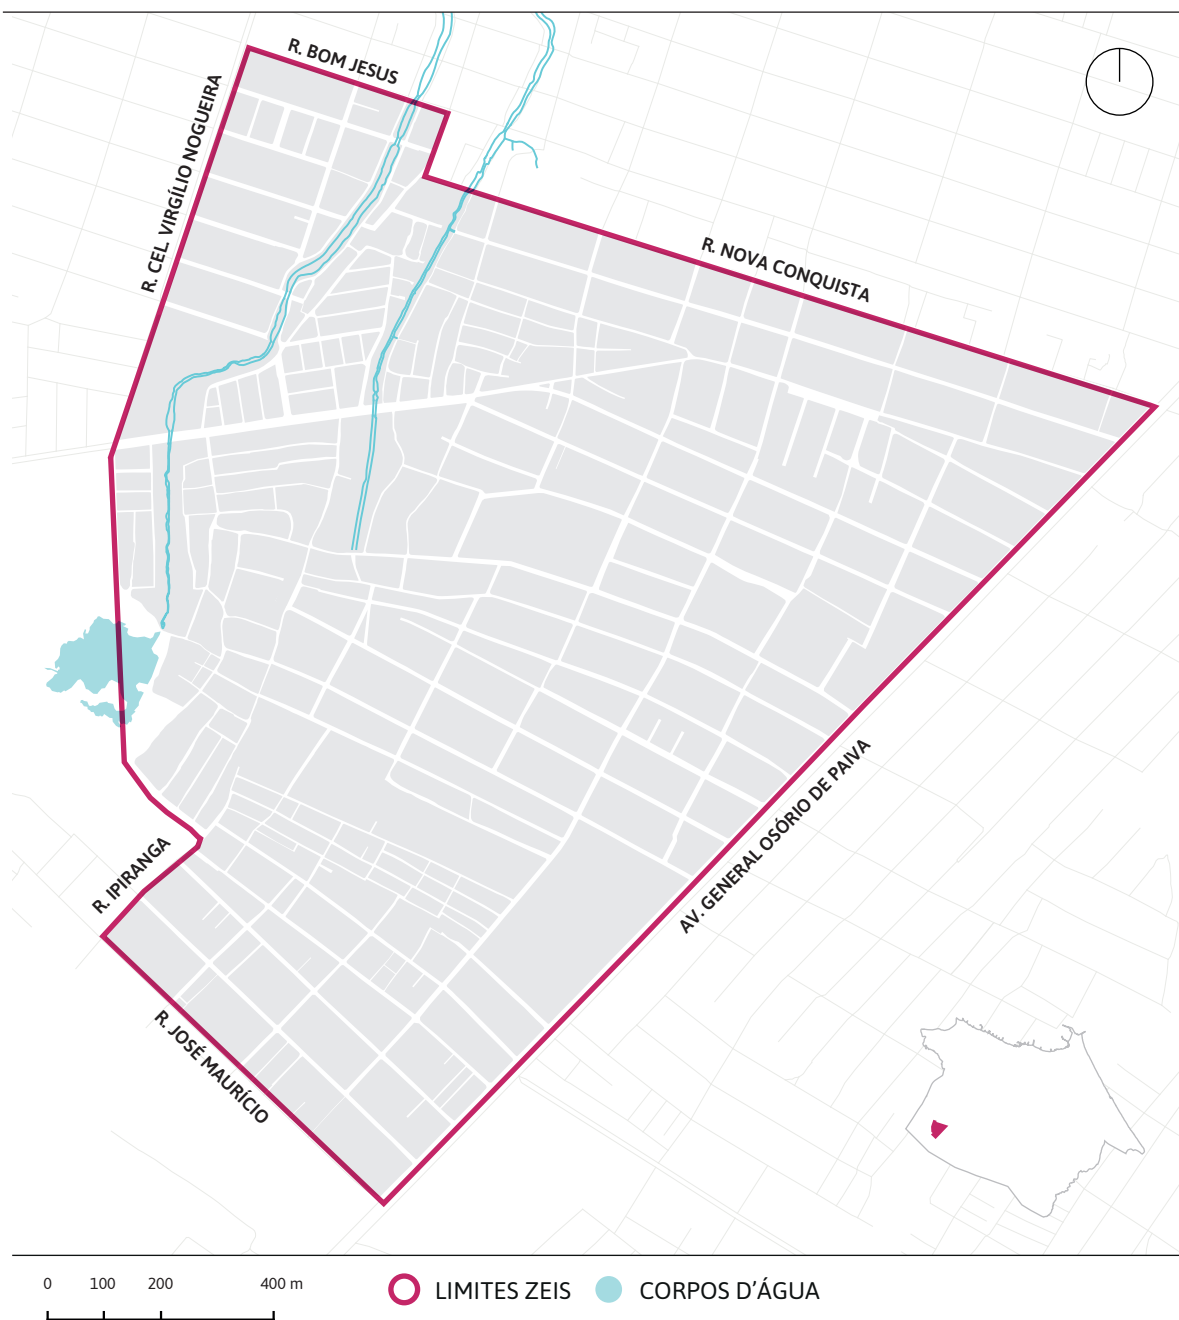 R. BOM JESUS
R. CEL VIRGÍLIO NOGUEIRA
R. NOVA CONQUISTA
AV. GENERAL OSÓRIO DE PAIVA
R. IPIRANGA
R. JOSÉ MAURÍCIO
0 100 200 400 m
LIMITES ZEIS CORPOS D'ÁGUA